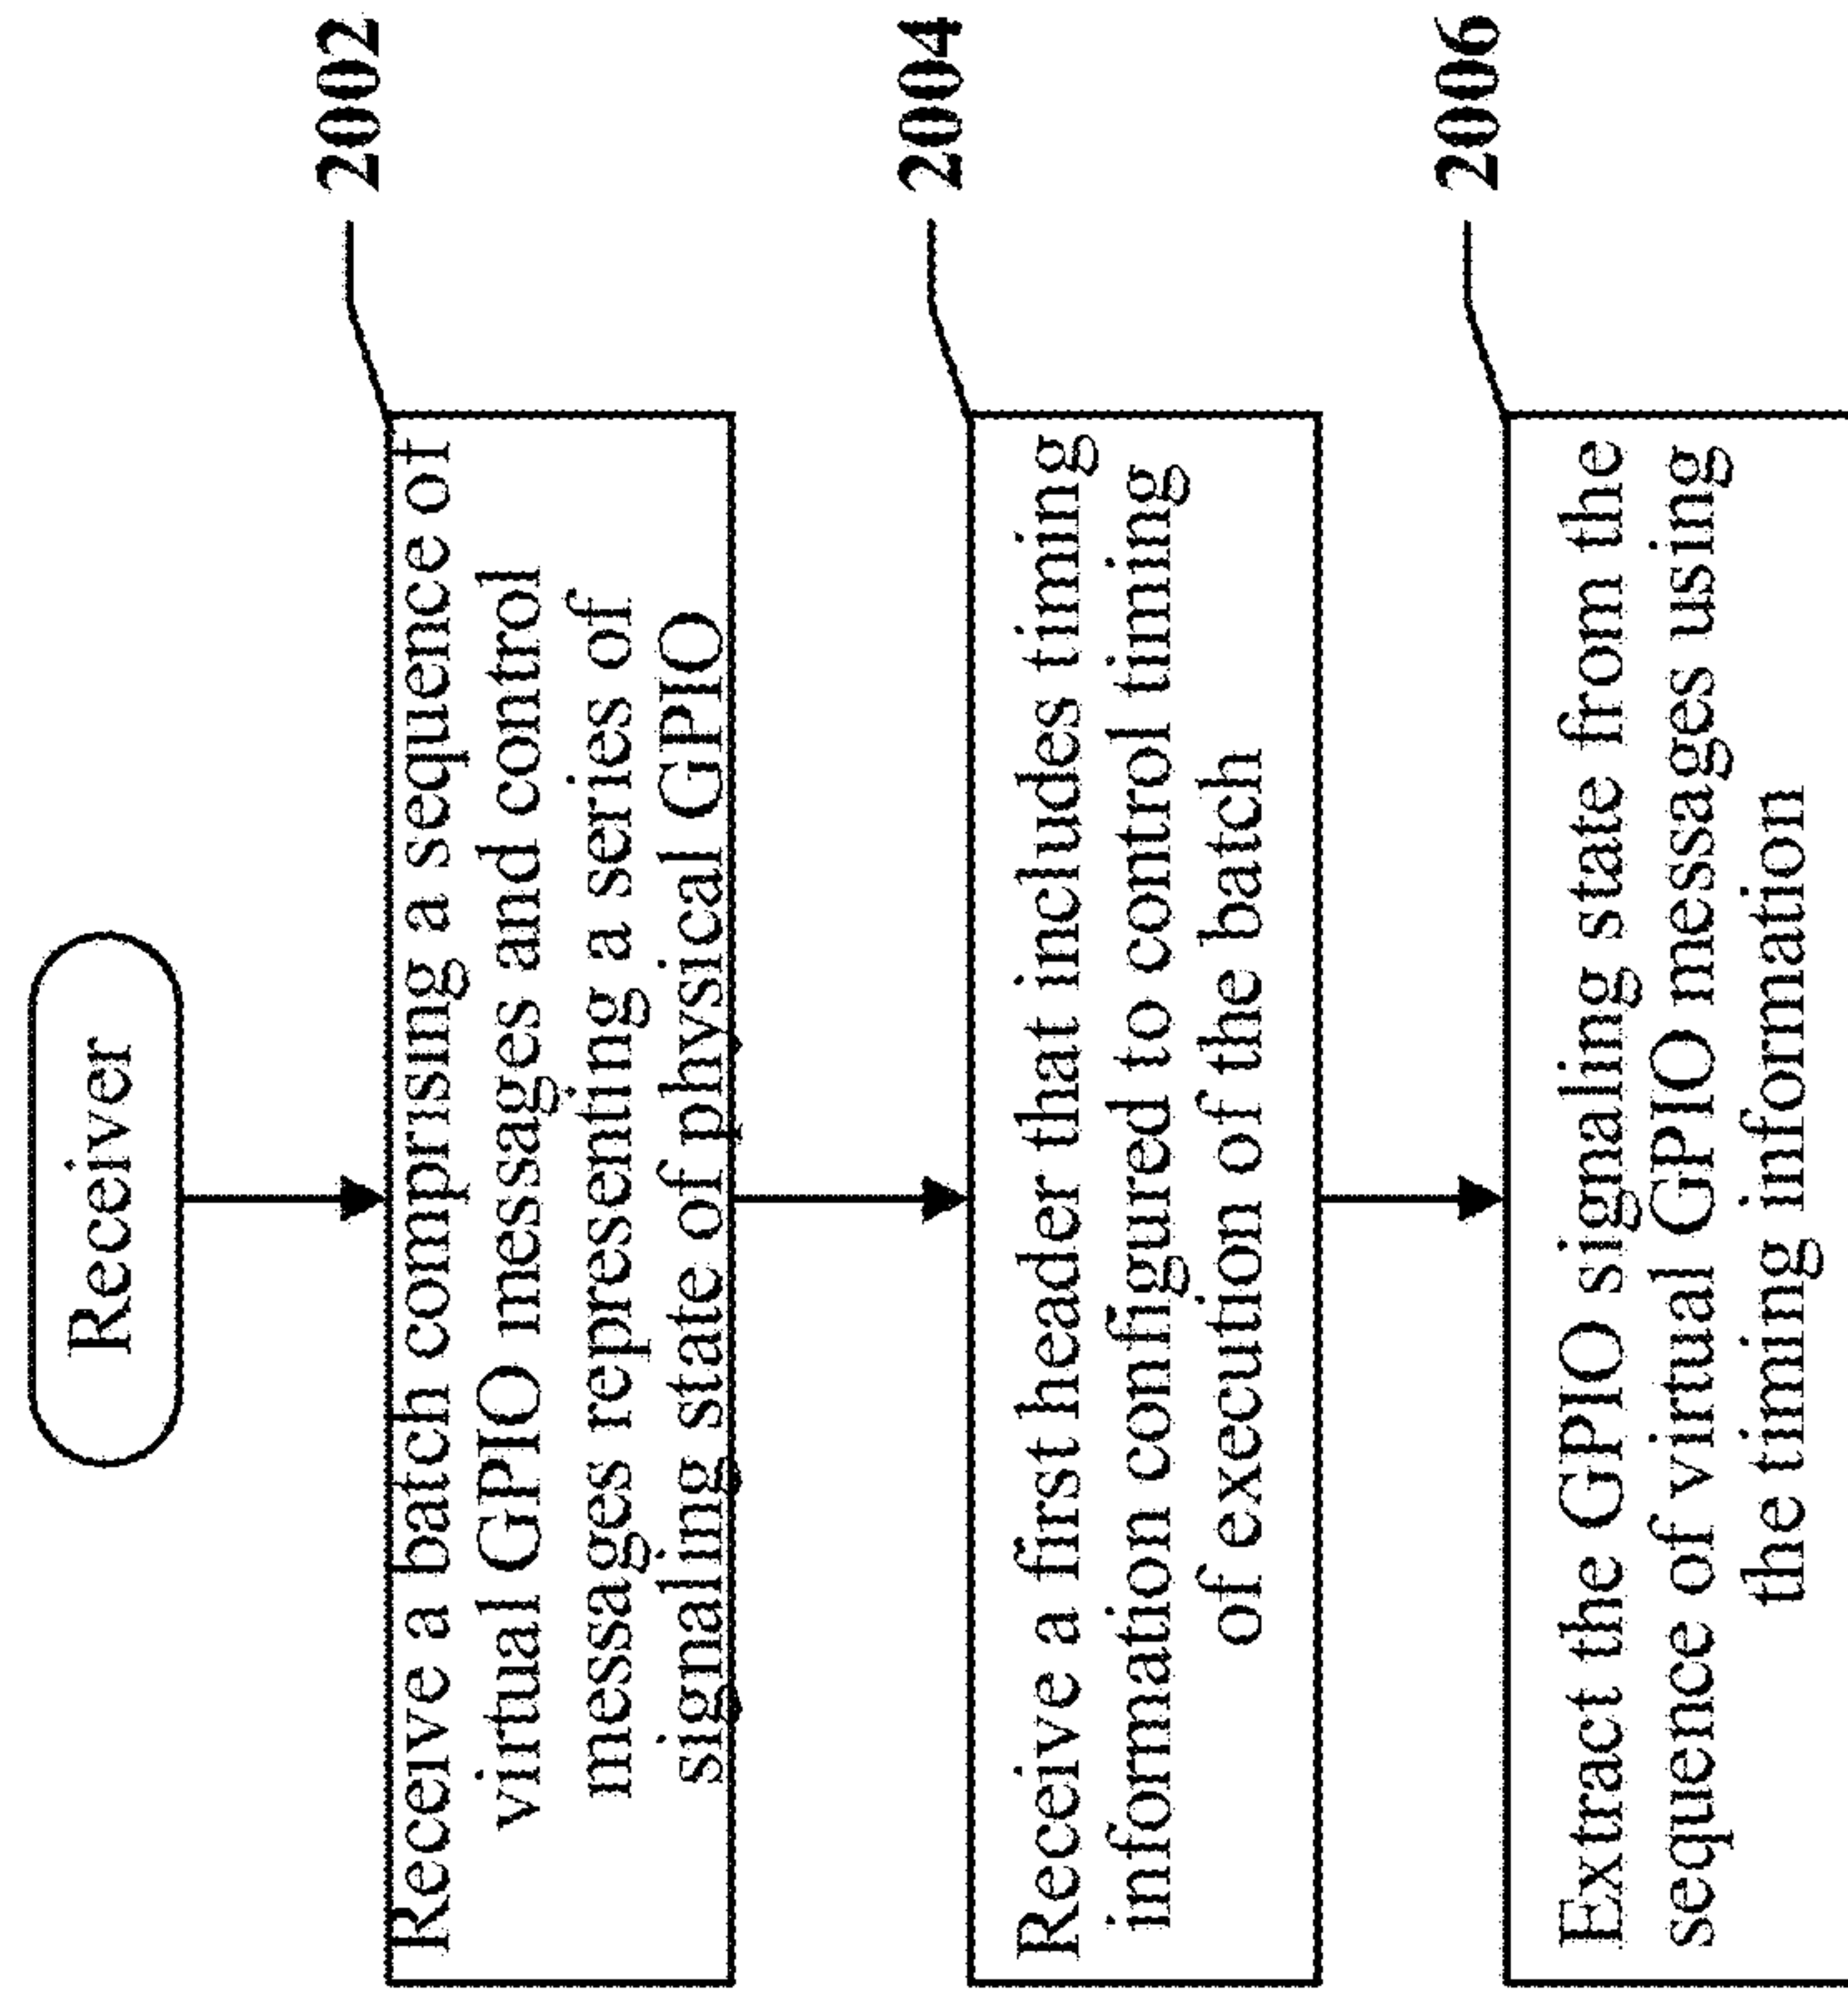 Receiver
2002
Receive a batch comprising a sequence of
virtual GPIO messages and control
messages representing a series of
signaling state of physical GPIO
2004
Receive a first header that includes timing
information configured to control timing
of execution of the batch
2006
Extract the GPIO signaling state from the
sequence of virtual GPIO messages using
the timing information